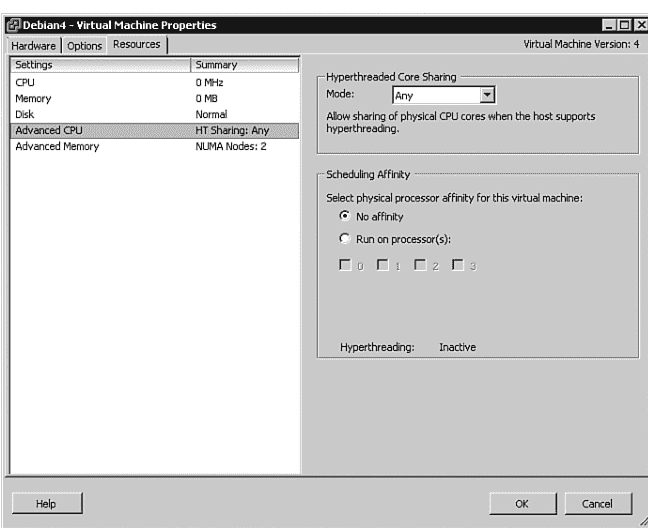 Debian4 - Virtual Machine Properties
Hardware Options Resources Virtual Machine Version: 4
Settings Summary
CPU 0 MHz
Memory 0 MB
Disk Normal
Advanced CPU HT Sharing: Any
Advanced Memory NUMA Nodes: 2
Hyperthreaded Core Sharing
Mode: Any
Allow sharing of physical CPU cores when the host supports
hyperthreading.
Scheduling Affinity
Select physical processor affinity for this virtual machine:
No affinity
Run on processor(s):
0 1 2 3
Hyperthreading: Inactive
Help OK Cancel